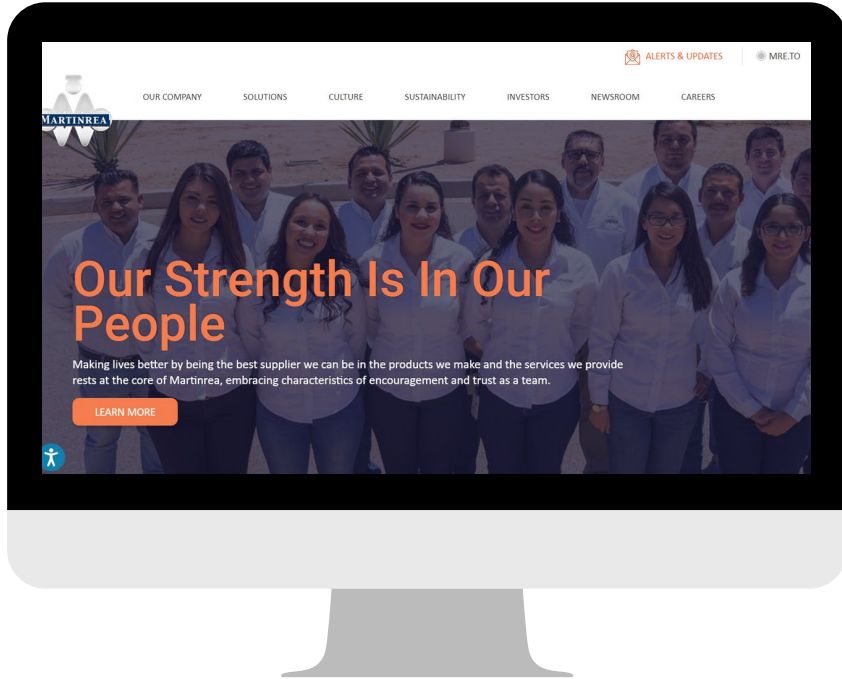 ALERTS & UPDATES MRE.TO
OUR COMPANY SOLUTIONS CULTURE SUSTAINABILITY INVESTORS NEWSROOM CAREERS
MARTINREA
Our Strength Is In Our
People
Making lives better by being the best supplier we can be in the products we make and the services we provide
rests at the core of Martinrea, embracing characteristics of encouragement and trust as a team.
LEARN MORE